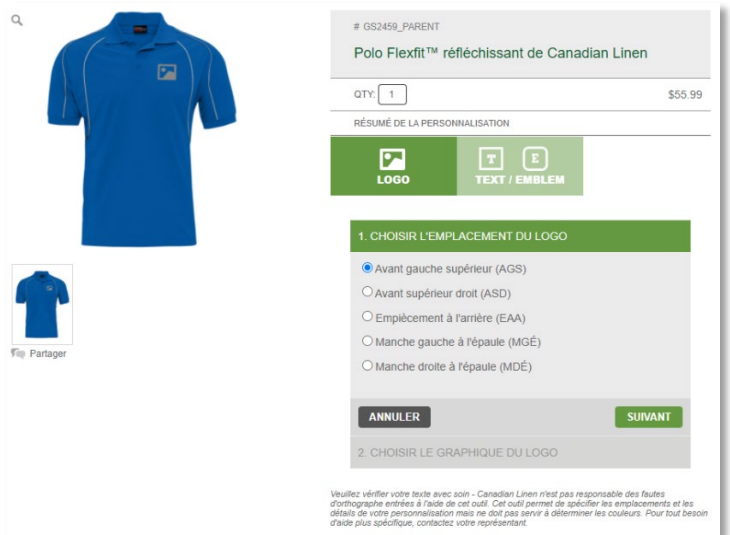 # GS2459_PARENT
Polo Flexfit™ réfléchissant de Canadian Linen
QTY: 1 $55.99
RÉSUMÉ DE LA PERSONNALISATION
LOGO
T E
TEXT / EMBLEM
1. CHOISIR L'EMPLACEMENT DU LOGO
Avant gauche supérieur (AGS)
Avant supérieur droit (ASD)
Empiècement à l'arrière (EAA)
Manche gauche à l'épaule (MGÉ)
Manche droite à l'épaule (MDÉ)
Partager
ANNULER SUIVANT
2. CHOISIR LE GRAPHIQUE DU LOGO
Veuillez vérifier votre texte avec soin - Canadian Linen n'est pas responsable des fautes
d'orthographe entrées à l'aide de cet outil. Cet outil permet de spécifier les emplacements et les
détails de votre personnalisation mais ne doit pas servir à déterminer les couleurs. Pour tout besoin
d'aide plus spécifique, contactez votre représentant.